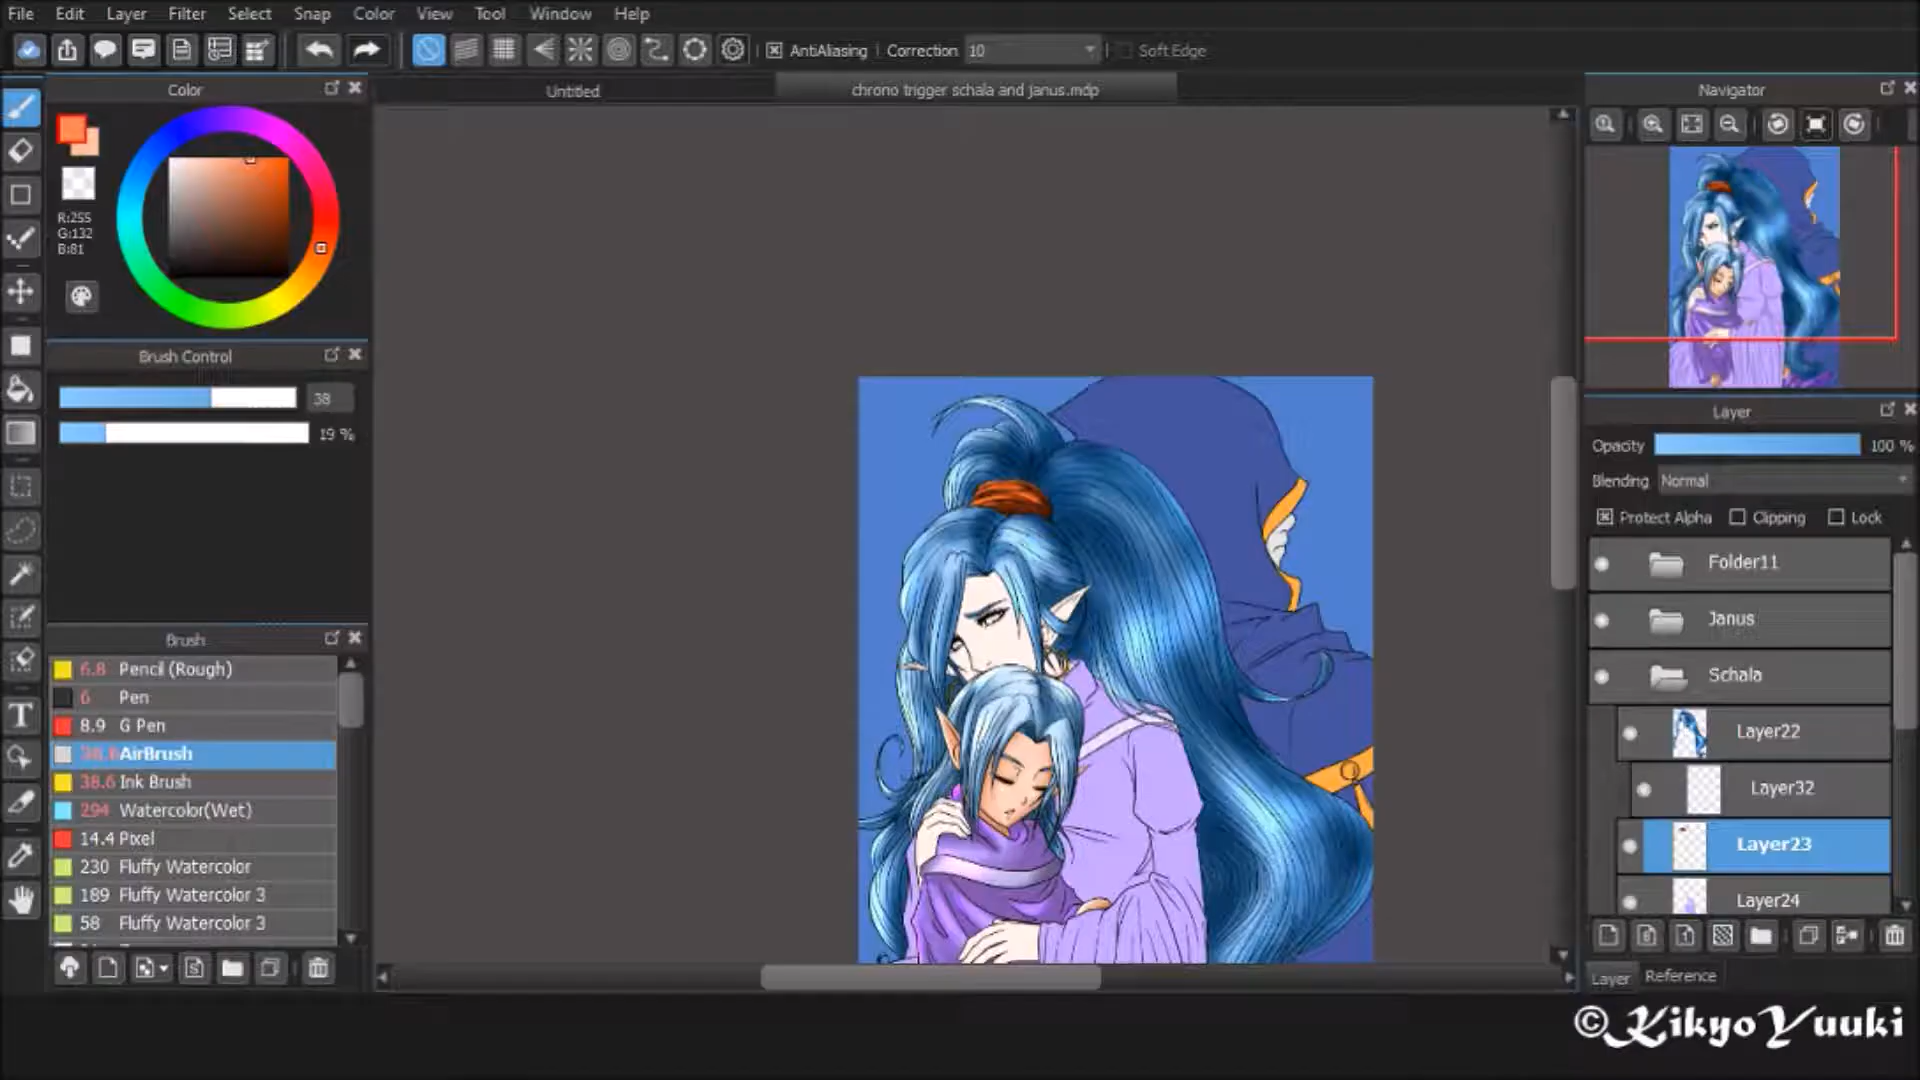 File Edit Layer Filter Select Snap Color View Tool Window Help
AntiAliasing Correction 10 Soft Edge
Color
Untitled
chrono trigger schala and janus.mdp
Navigator
R:255
G:132
B:81
Brush Control
38
19 %
Layer
Opacity 100 %
Blending Normal
Protect Alpha Clipping Lock
Folder11
Janus
Schala
Layer22
Layer32
Layer23
Layer24
Brush
6.8 Pencil (Rough)
6 Pen
8.9 G Pen
AirBrush
38.6 Ink Brush
294 Watercolor(Wet)
14.4 Pixel
230 Fluffy Watercolor
189 Fluffy Watercolor 3
58 Fluffy Watercolor 3
Layer Reference
©KikyoYuuki